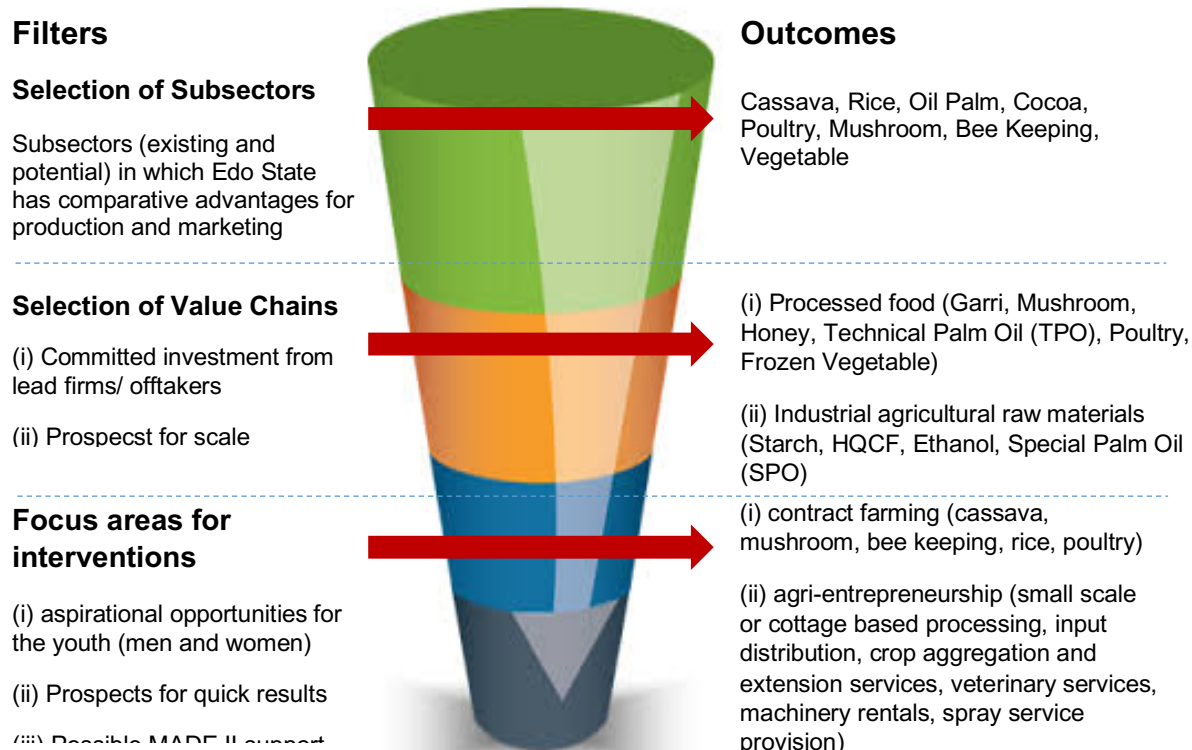 Filters
Selection of Subsectors
Subsectors (existing and
potential) in which Edo State
has comparative advantages for
production and marketing
Outcomes
Cassava, Rice, Oil Palm, Cocoa,
Poultry, Mushroom, Bee Keeping,
Vegetable
Selection of Value Chains
(i) Committed investment from
lead firms/ offtakers
(ii) Prospecst for scale
(i) Processed food (Garri, Mushroom,
Honey, Technical Palm Oil (TPO), Poultry,
Frozen Vegetable)
(ii) Industrial agricultural raw materials
(Starch, HQCF, Ethanol, Special Palm Oil
(SPO)
Focus areas for
interventions
(i) aspirational opportunities for
the youth (men and women)
(ii) Prospects for quick results
(iii) Possible MADE II support
(i) contract farming (cassava,
mushroom, bee keeping, rice, poultry)
(ii) agri-entrepreneurship (small scale
or cottage based processing, input
distribution, crop aggregation and
extension services, veterinary services,
machinery rentals, spray service
provision)